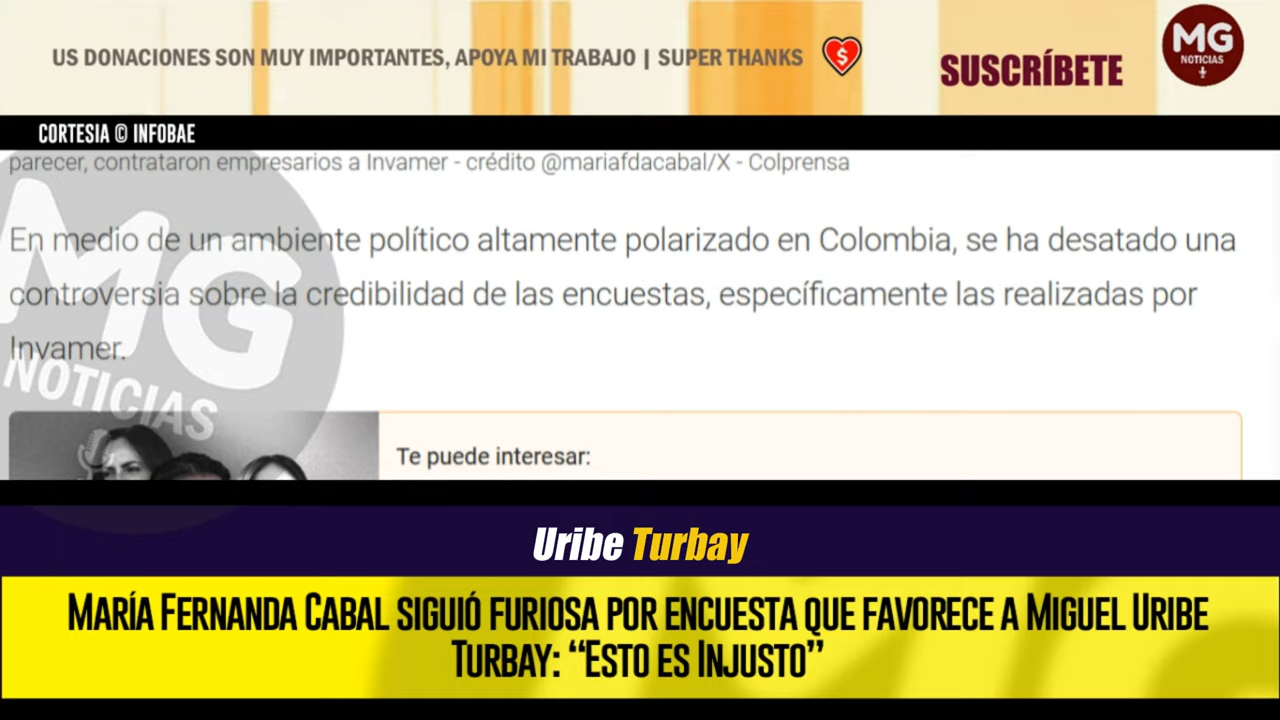 US DONACIONES SON MUY IMPORTANTES, APOYA MI TRABAJO | SUPER THANKS
$
SUSCRÍBETE
MG
NOTICIAS
CORTESIA © INFOBAE
parecer, contrataron empresarios a Invamer - crédito @mariafdacabal/X - Colprensa
En medio de un ambiente político altamente polarizado en Colombia, se ha desatado una
controversia sobre la credibilidad de las encuestas, específicamente las realizadas por
Invamer.
MG
NOTICIAS
Te puede interesar:
Uribe Turbay
MARÍA FERNANDA CABAL SIGUIÓ FURIOSA POR ENCUESTA QUE FAVORECE A MIGUEL URIBE
TURBAY: “ESTO ES INJUSTO”